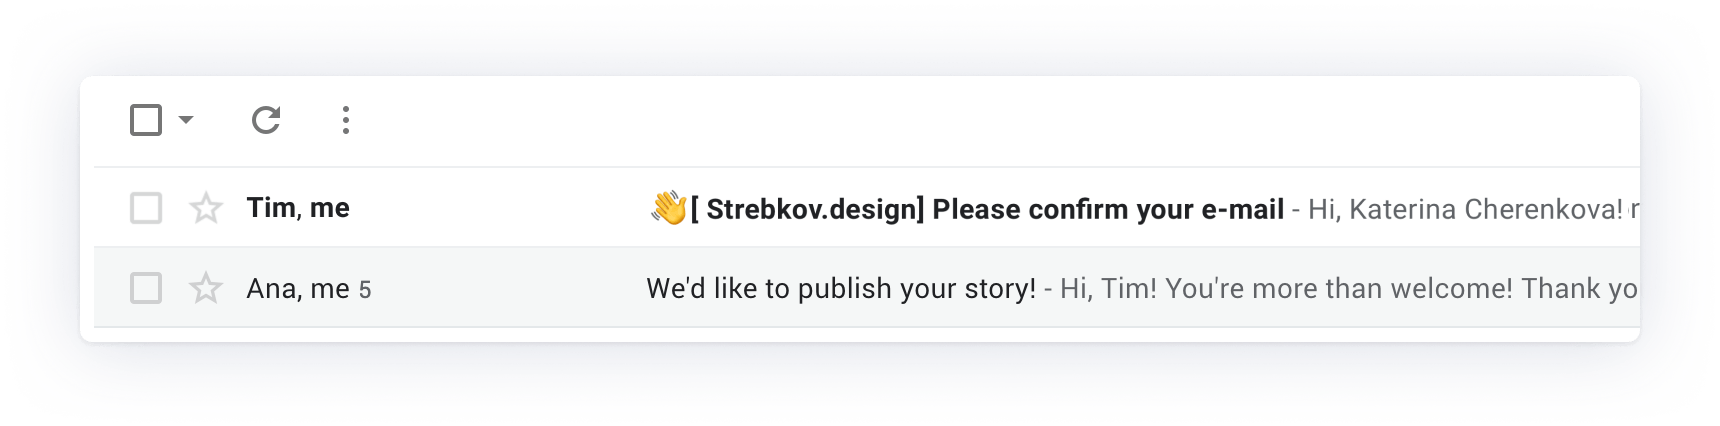 Tim, me 👋[ Strebkov.design] Please confirm your e-mail - Hi, Katerina Cherenkova!
Ana, me 5 We'd like to publish your story! - Hi, Tim! You're more than welcome! Thank yo